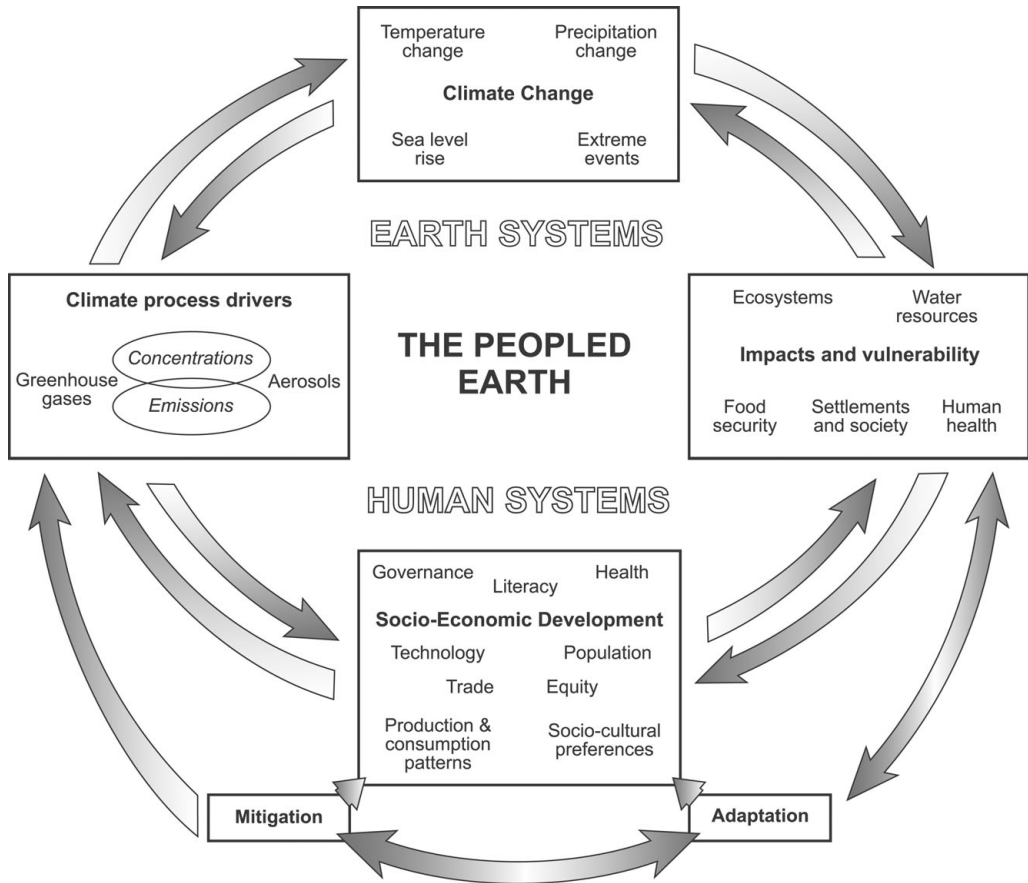 Temperature
change
Precipitation
change
Climate Change
Sea level
rise
Extreme
events
EARTH SYSTEMS
Climate process drivers
Concentrations
Greenhouse
gases
Aerosols
Emissions
THE PEOPLED
EARTH
Ecosystems
Water
resources
Impacts and vulnerability
Food
security
Settlements
and society
Human
health
HUMAN SYSTEMS
Governance
Literacy
Health
Socio-Economic Development
Technology
Population
Trade
Equity
Production &
consumption
patterns
Socio-cultural
preferences
Mitigation
Adaptation